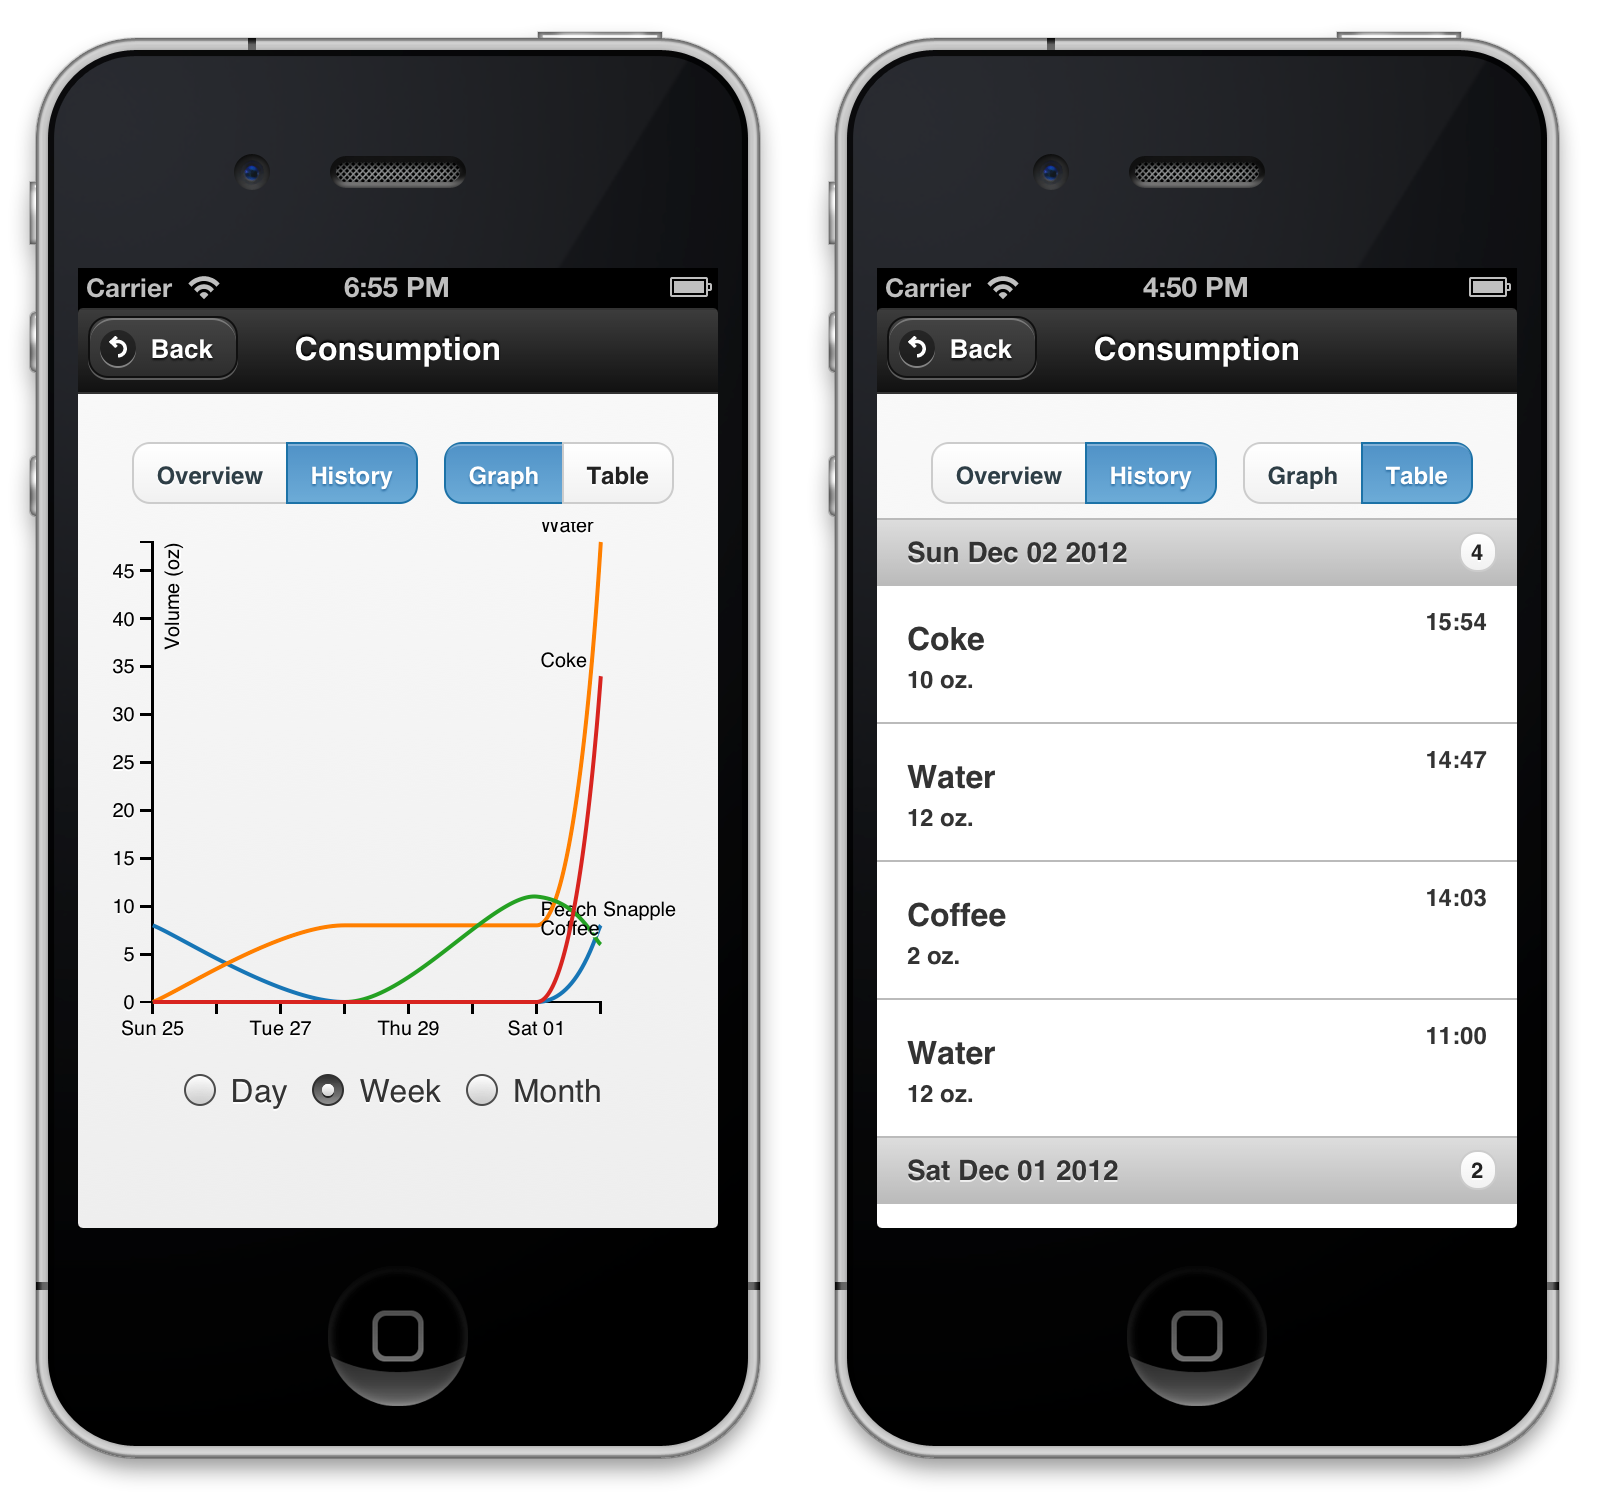 Carrier 6:55 PM
Back Consumption
Overview History Graph Table
Water
45
Volume (oz)
40
35
Coke
30
25
20
15
10
Peach Snapple
Coffee
5
0
Sun 25 Tue 27 Thu 29 Sat 01
Day Week Month
Carrier 4:50 PM
Back Consumption
Overview History Graph Table
Sun Dec 02 2012 4
Coke 15:54
10 oz.
Water 14:47
12 oz.
Coffee 14:03
2 oz.
Water 11:00
12 oz.
Sat Dec 01 2012 2